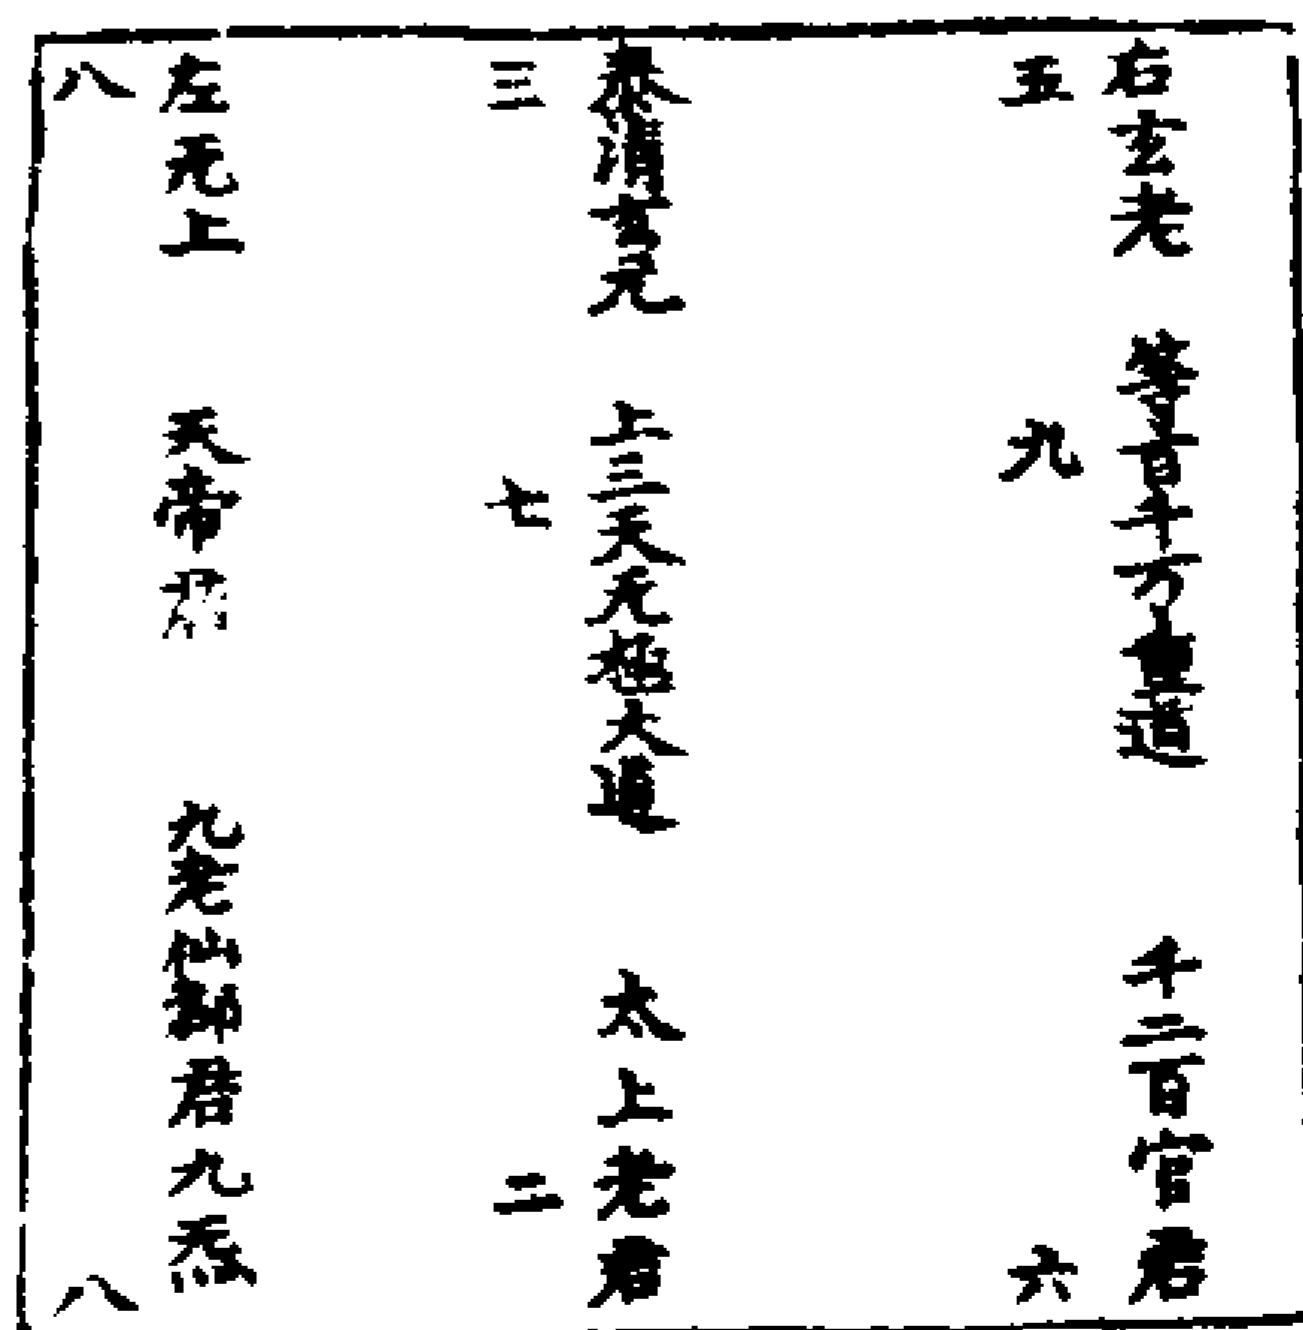 右玄老　等百千万重道　千二百官君
五　九　六
泰清玄元　上三天无極大道　太上老君
三　七　二
左无上　天帝君　九老仙都君九炁
八　八